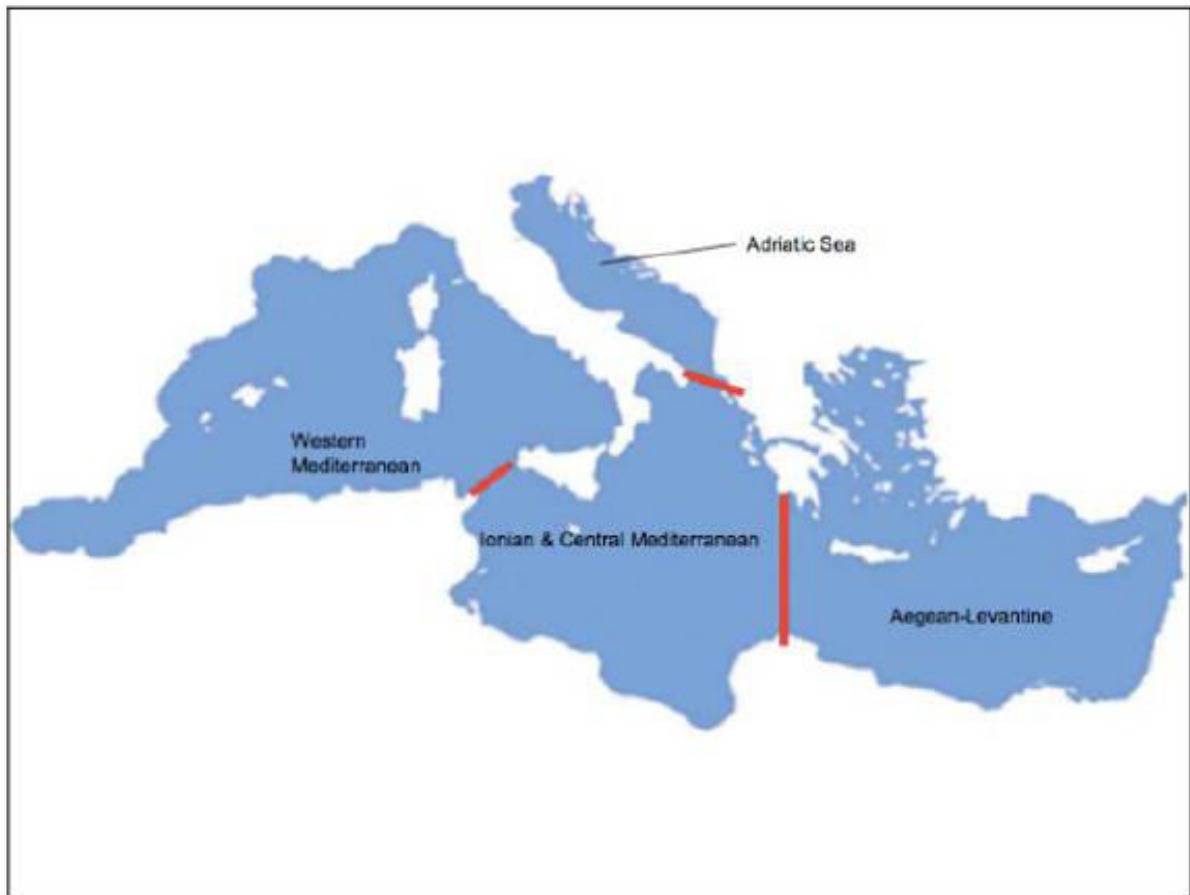 Adriatic Sea
Western
Mediterranean
Ionian & Central Mediterranean
Aegean-Levantine